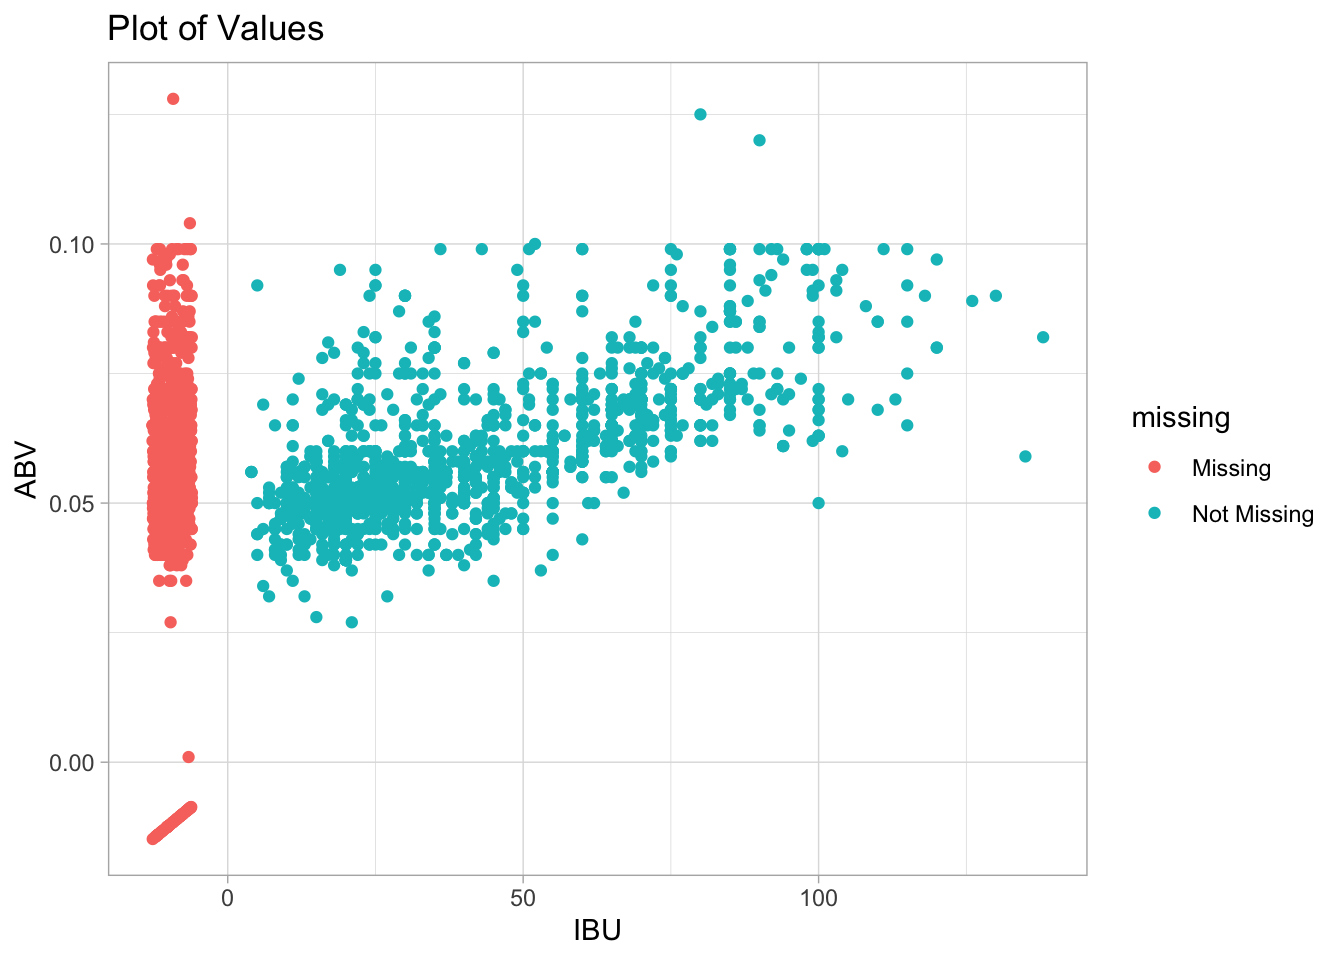 Plot of Values
0.10
0.05
0.00
ABV
0
50
100
IBU
missing
Missing
Not Missing